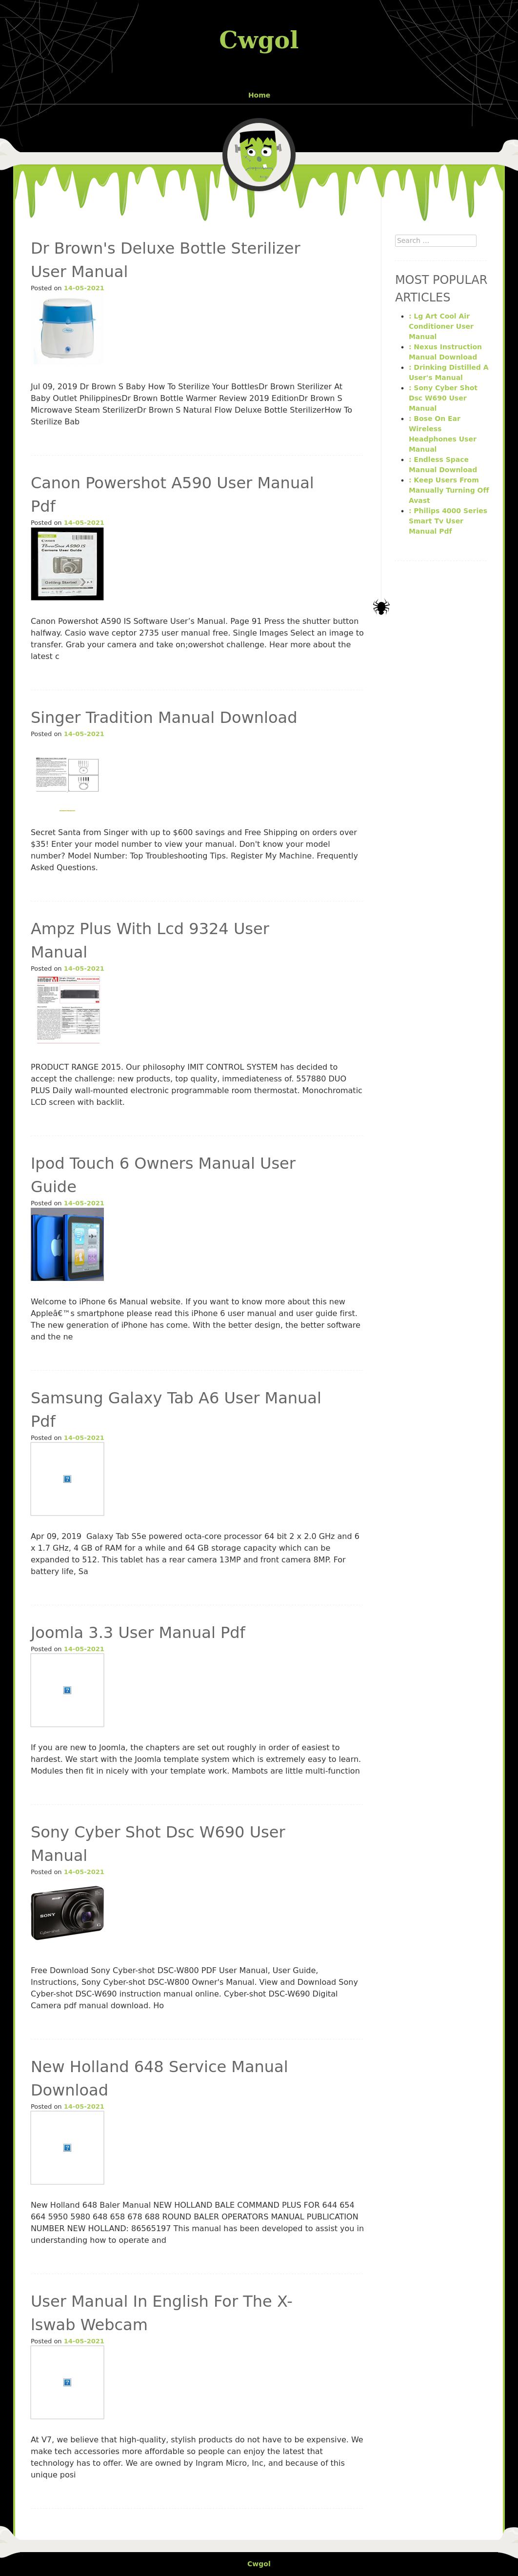 Cwgol
Home
Dr Brown's Deluxe Bottle Sterilizer
User Manual
Posted on 14-05-2021
Jul 09, 2019 Dr Brown S Baby How To Sterilize Your BottlesDr Brown Sterilizer At
Baby Outlet PhilippinesDr Brown Bottle Warmer Review 2019 EditionDr Brown S
Microwave Steam SterilizerDr Brown S Natural Flow Deluxe Bottle SterilizerHow To
Sterilize Bab
Canon Powershot A590 User Manual
Pdf
Posted on 14-05-2021
Canon
PowerShot A590 IS
Camera User Guide
Getting Started
Canon Powershot A590 IS Software User's Manual. Page 91 Press the shutter button
halfway. Casio wave ceptor 2735 user manual free. Single Images Select an image to
transfer. Grab your camera and take on;owershot challenge. Hear more about the
latest c
Singer Tradition Manual Download
Posted on 14-05-2021
Secret Santa from Singer with up to $600 savings and Free Shipping on orders over
$35! Enter your model number to view your manual. Don't know your model
number? Model Number: Top Troubleshooting Tips. Register My Machine. Frequently
Asked Questions.
Ampz Plus With Lcd 9324 User
Manual
Posted on 14-05-2021
PRODUCT RANGE 2015. Our philosophy IMIT CONTROL SYSTEM has decided to
accept the challenge: new products, top quality, immediateness of. 557880 DUO
PLUS Daily wall-mounted electronic programmable room thermostat. Monochromatic
LCD screen with backlit.
Ipod Touch 6 Owners Manual User
Guide
Posted on 14-05-2021
Welcome to iPhone 6s Manual website. If you want to know more about this new
Appleâ€™s smartphone please read this iPhone 6 user manual and user guide first.
The new generation of iPhone has come. With the better design, the better software
and the ne
Samsung Galaxy Tab A6 User Manual
Pdf
Posted on 14-05-2021
Apr 09, 2019  Galaxy Tab S5e powered octa-core processor 64 bit 2 x 2.0 GHz and 6
x 1.7 GHz, 4 GB of RAM for a while and 64 GB storage capacity which can be
expanded to 512. This tablet has a rear camera 13MP and front camera 8MP. For
battery life, Sa
Joomla 3.3 User Manual Pdf
Posted on 14-05-2021
If you are new to Joomla, the chapters are set out roughly in order of easiest to
hardest. We start with the Joomla template system which is extremely easy to learn.
Modules then fit in nicely with your template work. Mambots are little multi-function
Sony Cyber Shot Dsc W690 User
Manual
Posted on 14-05-2021
SONY
Free Download Sony Cyber-shot DSC-W800 PDF User Manual, User Guide,
Instructions, Sony Cyber-shot DSC-W800 Owner's Manual. View and Download Sony
Cyber-shot DSC-W690 instruction manual online. Cyber-shot DSC-W690 Digital
Camera pdf manual download. Ho
New Holland 648 Service Manual
Download
Posted on 14-05-2021
New Holland 648 Baler Manual NEW HOLLAND BALE COMMAND PLUS FOR 644 654
664 5950 5980 648 658 678 688 ROUND BALER OPERATORS MANUAL PUBLICATION
NUMBER NEW HOLLAND: 86565197 This manual has been developed to assist you in
understanding how to operate and
User Manual In English For The X-
lswab Webcam
Posted on 14-05-2021
At V7, we believe that high-quality, stylish products do not have to be expensive. We
make tech accessories more affordable so people can enjoy the latest that
technology has to offer. We are owned by Ingram Micro, Inc, and because of this
unique posi
Search ...
MOST POPULAR
ARTICLES
: Lg Art Cool Air
Conditioner User
Manual
: Nexus Instruction
Manual Download
: Drinking Distilled A
User's Manual
: Sony Cyber Shot
Dsc W690 User
Manual
: Bose On Ear
Wireless
Headphones User
Manual
: Endless Space
Manual Download
: Keep Users From
Manually Turning Off
Avast
: Philips 4000 Series
Smart Tv User
Manual Pdf
Cwgol